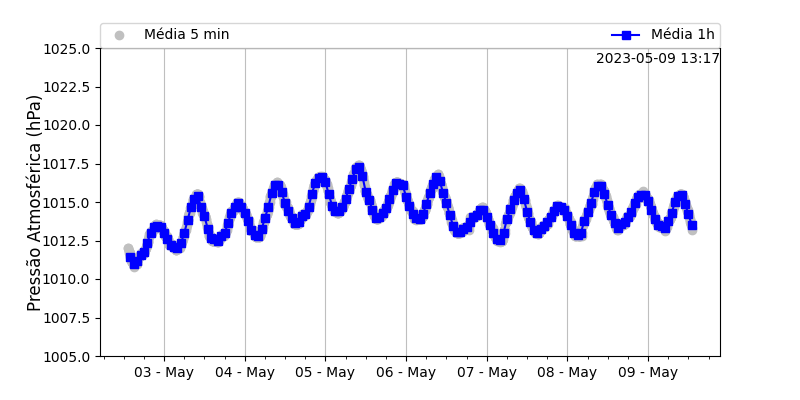 Média 5 min
Média 1h
2023-05-09 13:17
Pressão Atmosférica (hPa)
1025.0
1022.5
1020.0
1017.5
1015.0
1012.5
1010.0
1007.5
1005.0
03 - May
04 - May
05 - May
06 - May
07 - May
08 - May
09 - May